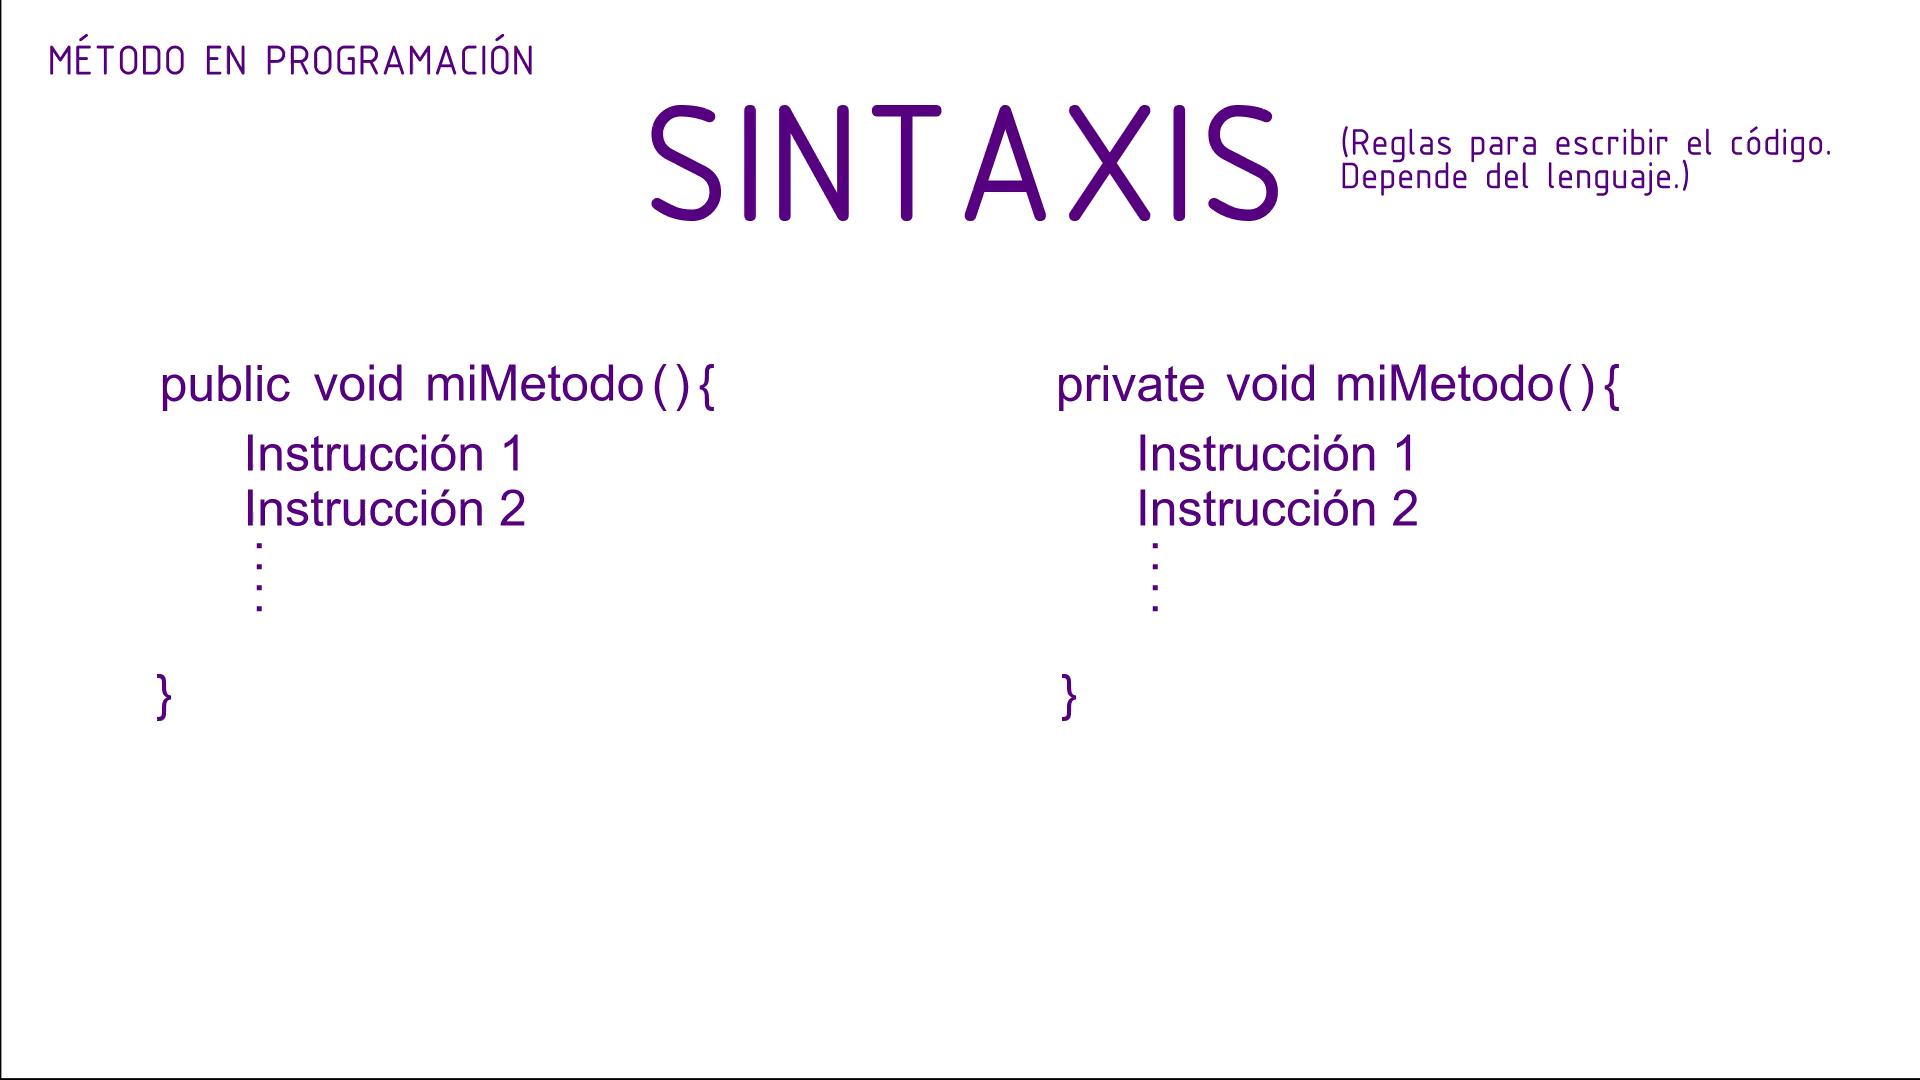 MÉTODO EN PROGRAMACIÓN
SINTAXIS
(Reglas para escribir el código.
Depende del lenguaje.)
public void miMetodo(){
Instrucción 1
Instrucción 2
.
.
.
.
}
private void miMetodo(){
Instrucción 1
Instrucción 2
.
.
.
.
}